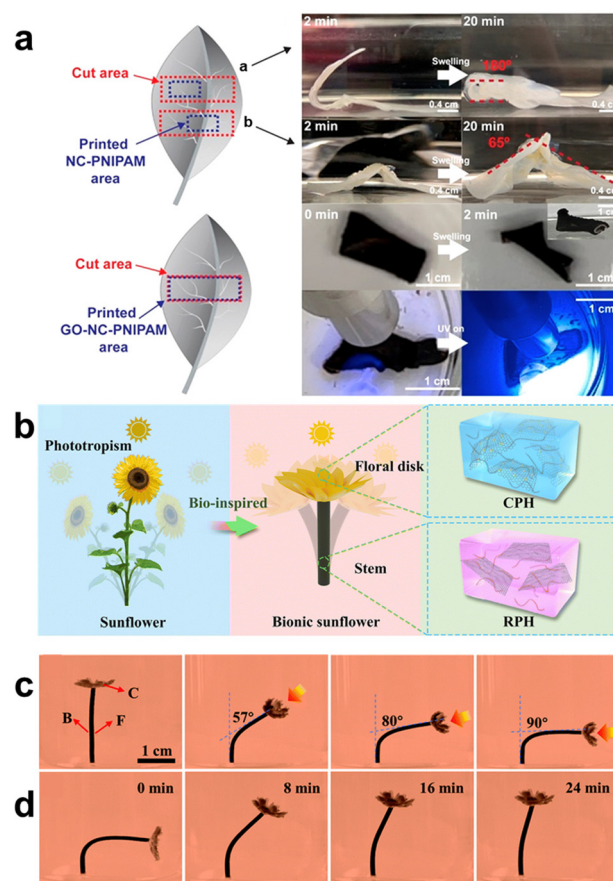 a
a
Cut area
b
Printed
NC-PNIPAM
area
Cut area
Printed
GO-NC-PNIPAM
area
2 min
20 min
Swelling
180°
0.4 cm
0.4 cm
2 min
20 min
65°
Swelling
0.4 cm
0.4 cm
0 min
2 min
1 cm
Swelling
1 cm
1 cm
1 cm
UV on
1 cm
b
Phototropism
Bio-inspired
Floral disk
CPH
Stem
RPH
Sunflower
Bionic sunflower
c
C
B
F
1 cm
57°
80°
90°
d
0 min
8 min
16 min
24 min